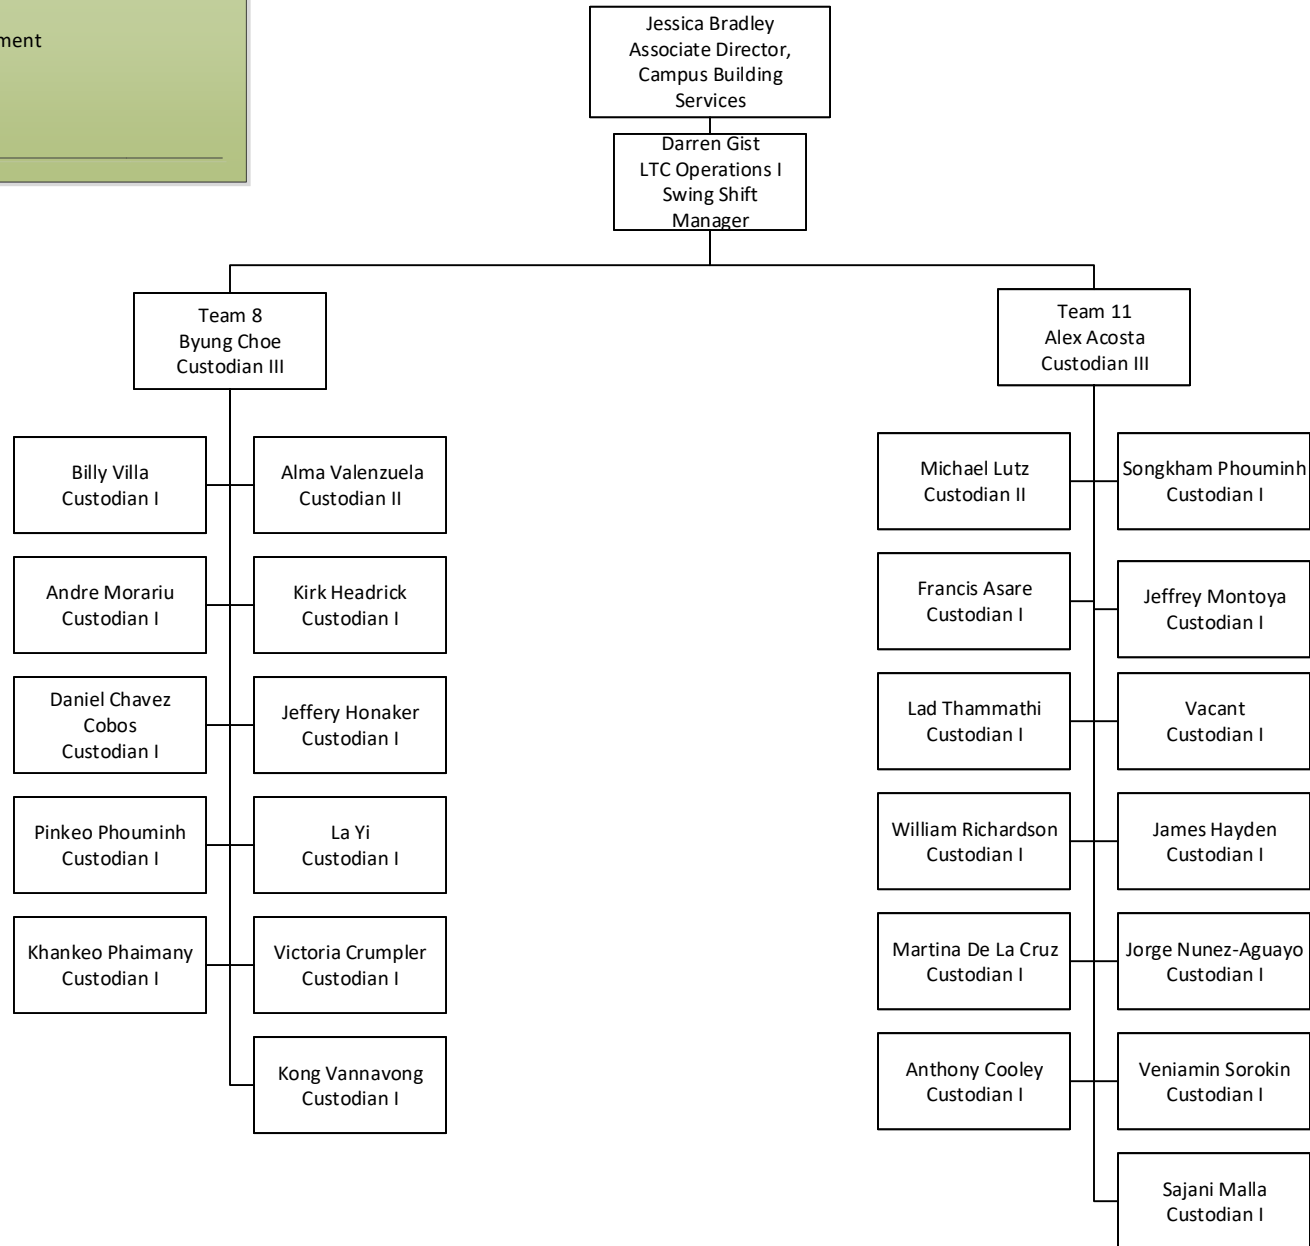 ment
Jessica Bradley
Associate Director,
Campus Building
Services
Darren Gist
LTC Operations I
Swing Shift
Manager
Team 8
Byung Choe
Custodian III
Billy Villa
Custodian I
Alma Valenzuela
Custodian II
Andre Morariu
Custodian I
Kirk Headrick
Custodian I
Daniel Chavez
Cobos
Custodian I
Jeffery Honaker
Custodian I
Pinkeo Phouminh
Custodian I
La Yi
Custodian I
Khankeo Phaimany
Custodian I
Victoria Crumpler
Custodian I
Kong Vannavong
Custodian I
Team 11
Alex Acosta
Custodian III
Michael Lutz
Custodian II
Songkham Phouminh
Custodian I
Francis Asare
Custodian I
Jeffrey Montoya
Custodian I
Lad Thammathi
Custodian I
Vacant
Custodian I
William Richardson
Custodian I
James Hayden
Custodian I
Martina De La Cruz
Custodian I
Jorge Nunez-Aguayo
Custodian I
Anthony Cooley
Custodian I
Veniamin Sorokin
Custodian I
Sajani Malla
Custodian I